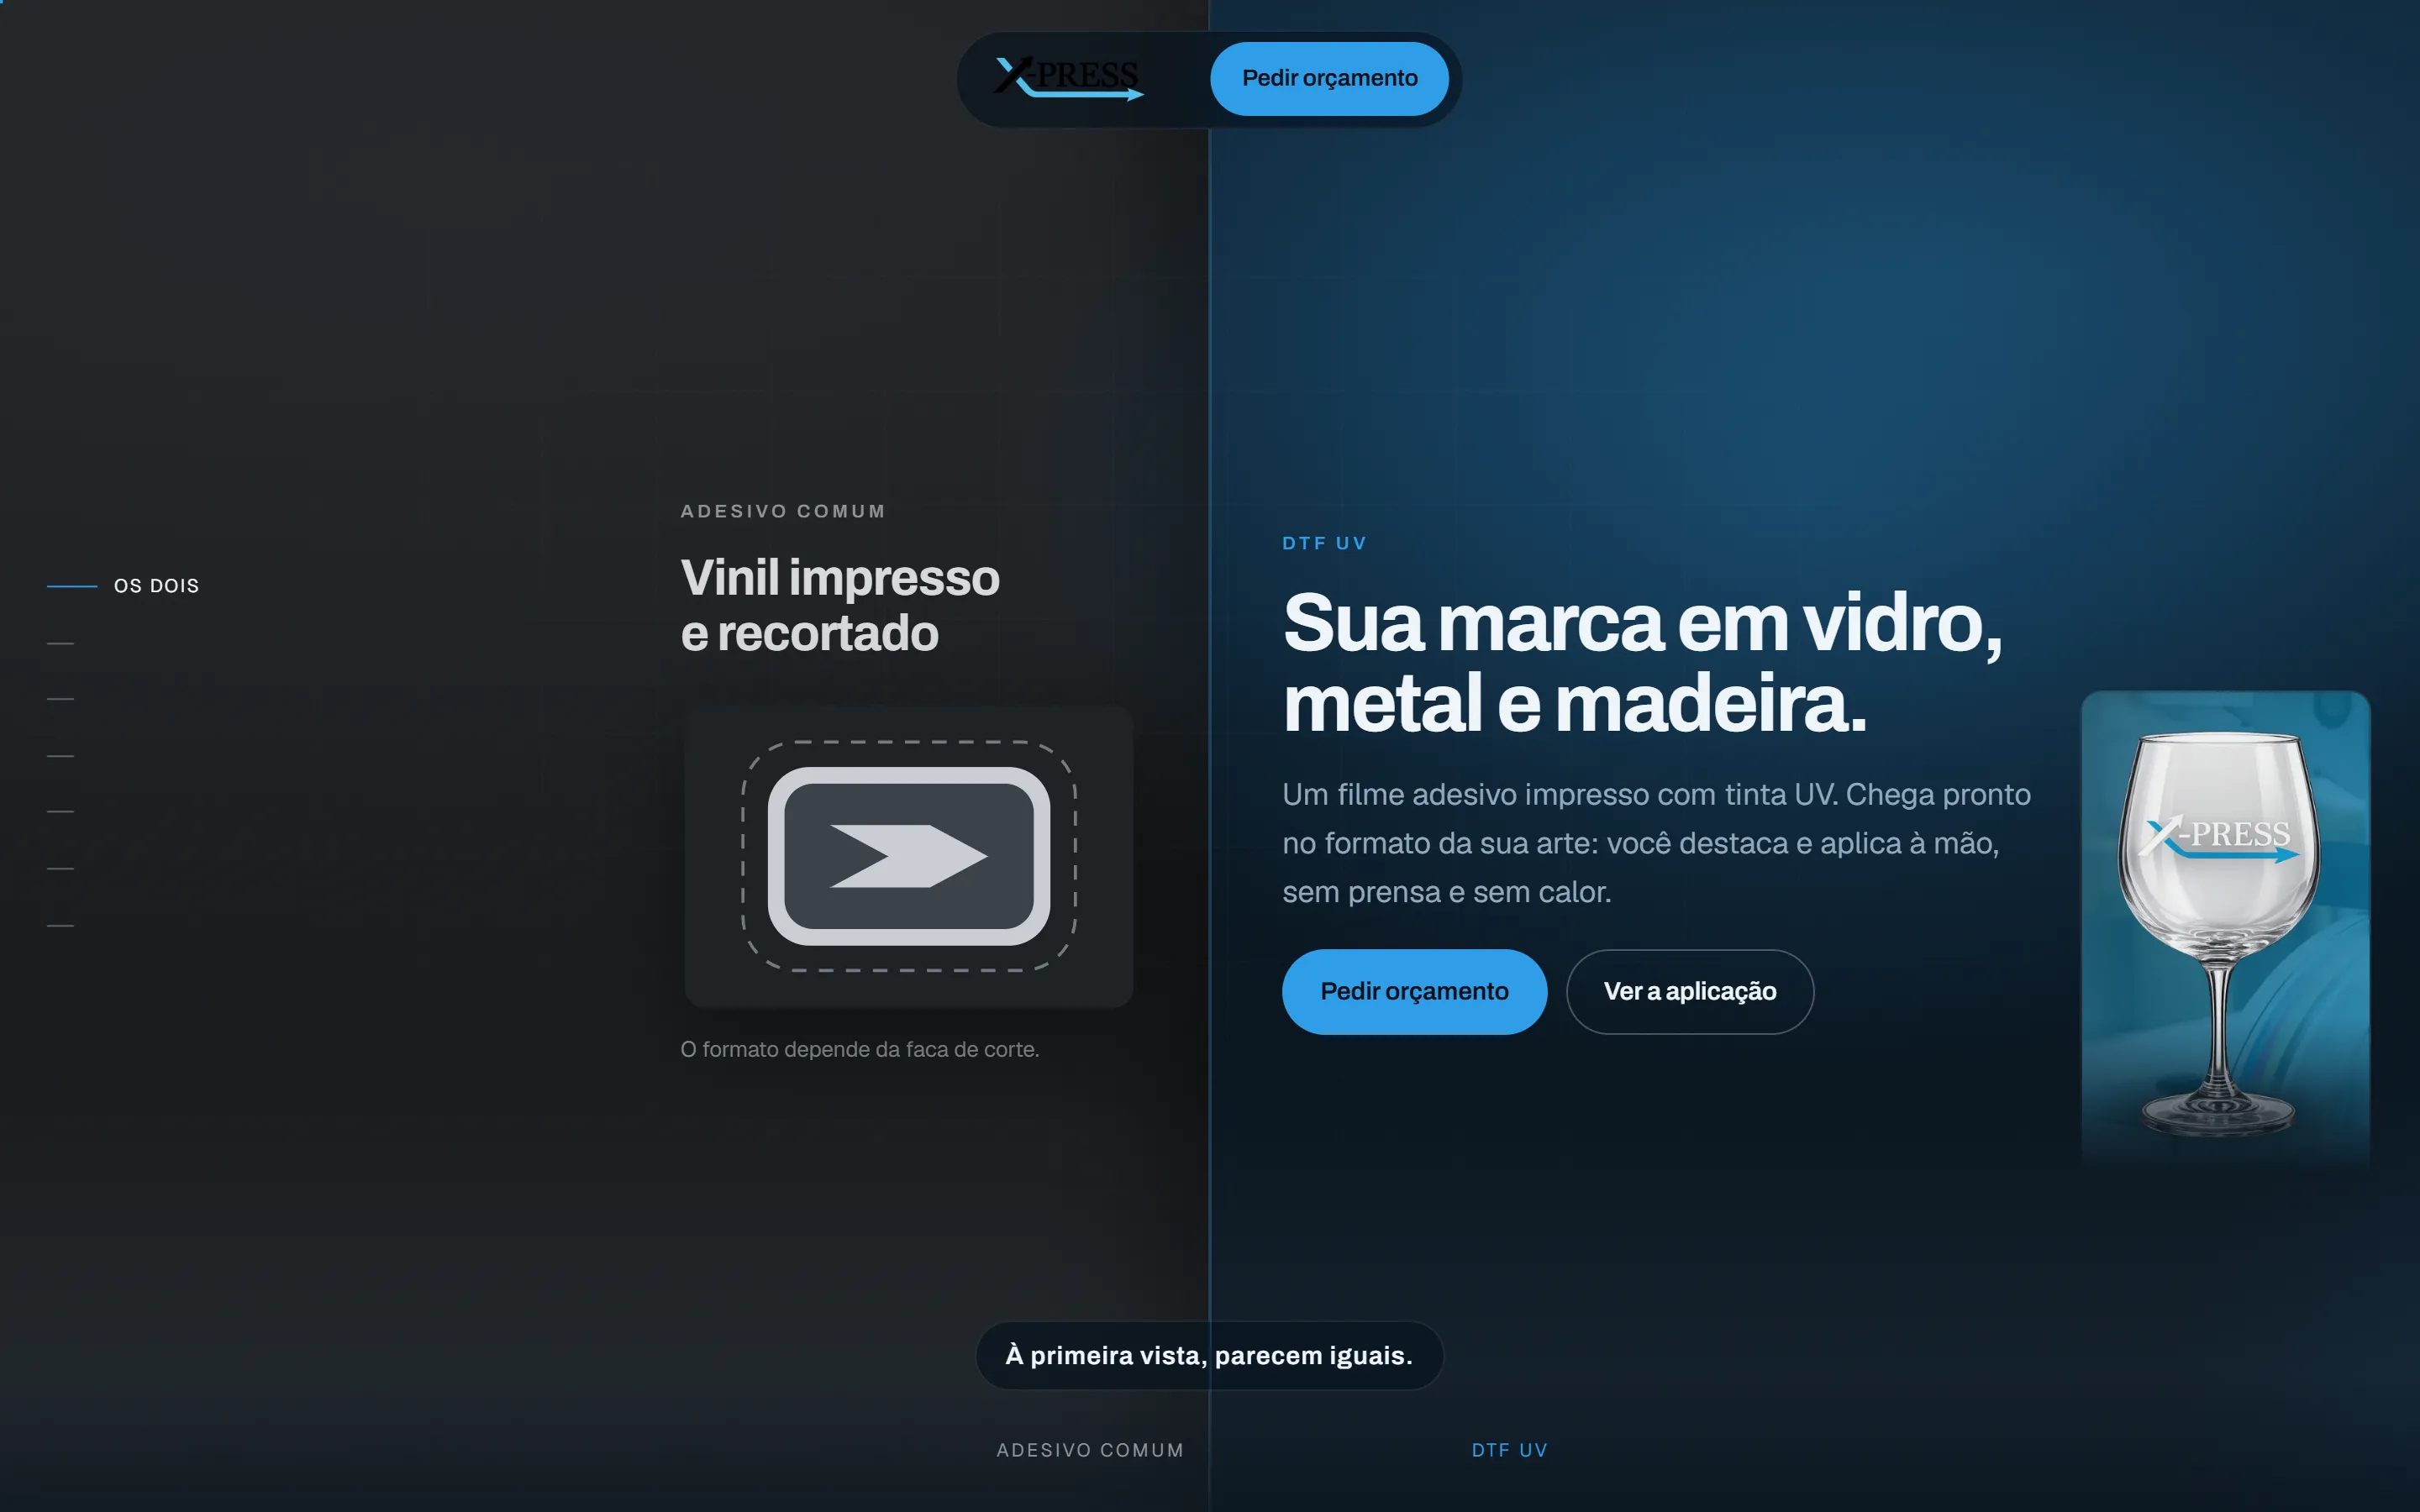 X-PRESS
Pedir orçamento
OS DOIS
ADESIVO COMUM
Vinil impresso
e recortado
O formato depende da faca de corte.
DTF UV
Sua marca em vidro,
metal e madeira.
Um filme adesivo impresso com tinta UV. Chega pronto
no formato da sua arte: você destaca e aplica à mão,
sem prensa e sem calor.
Pedir orçamento
Ver a aplicação
X-PRESS
À primeira vista, parecem iguais.
ADESIVO COMUM
DTF UV